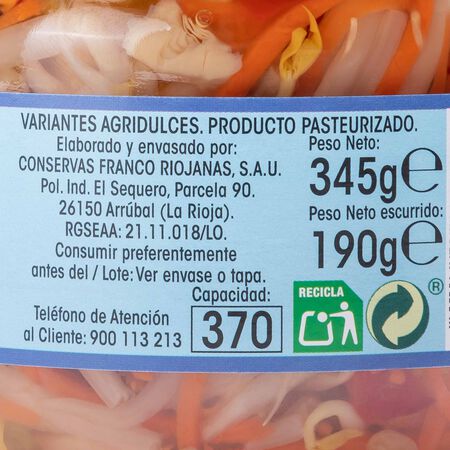 VARIANTES AGRIDULCES. PRODUCTO PASTEURIZADO.
Elaborado y envasado por:
CONSERVAS FRANCO RIOJANAS, S.A.U.
Pol. Ind. El Sequero, Parcela 90.
26150 Arrúbal (La Rioja).
RGSEAA: 21.11.018/LO.
Consumir preferentemente
antes del / Lote: Ver envase o tapa.
Teléfono de Atención
al Cliente: 900 113 213
Capacidad:
370
Peso Neto:
345g℮
Peso Neto escurrido:
190g℮
RECICLA
®